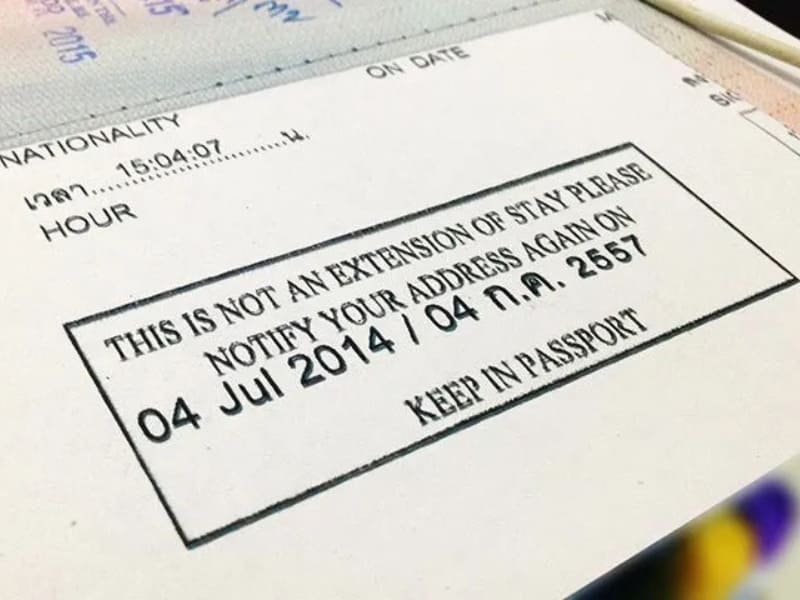 2015
ON DATE
NATIONALITY
เวลา......15:04:07.............น.
HOUR
THIS IS NOT AN EXTENSION OF STAY PLEASE
NOTIFY YOUR ADDRESS AGAIN ON
04 Jul 2014 / 04 ก.ค. 2557
KEEP IN PASSPORT